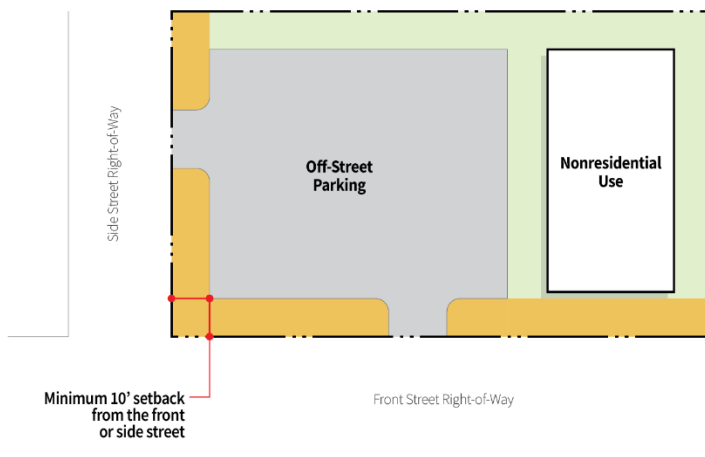 Side Street Right-of-Way
Off-Street
Parking
Nonresidential
Use
Minimum 10’ setback
from the front
or side street
Front Street Right-of-Way